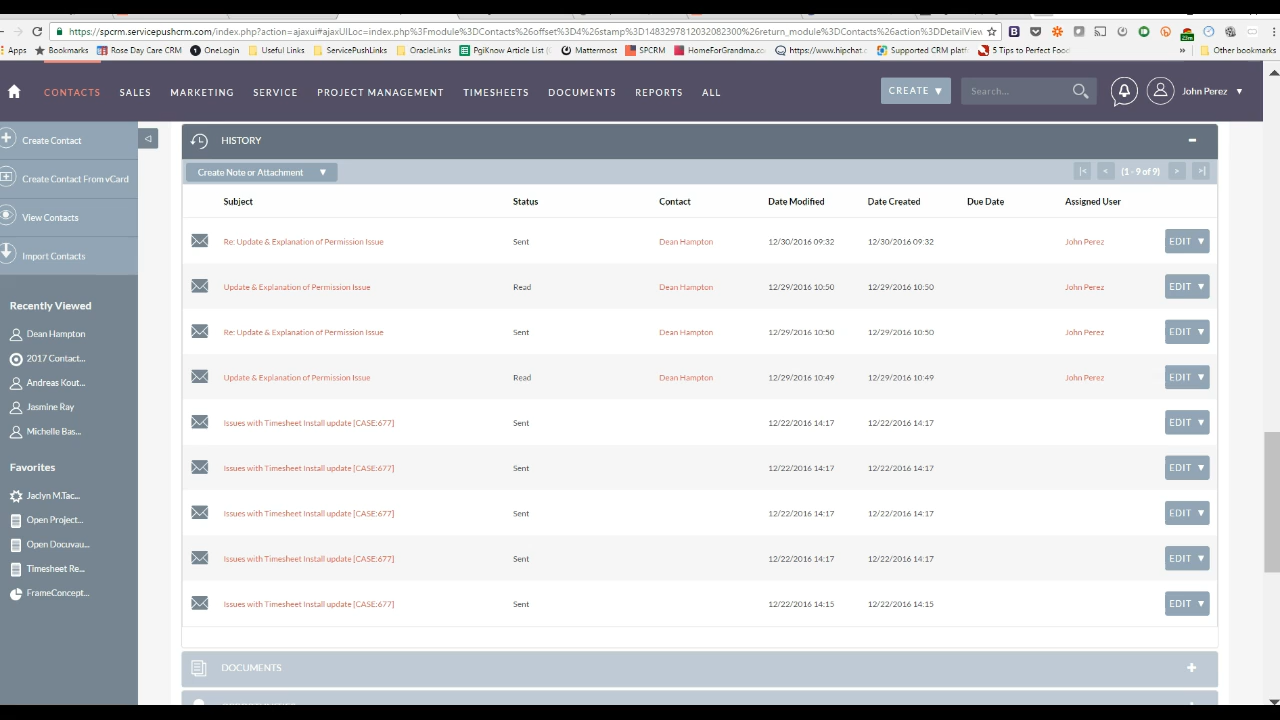 https://spcrm.servicepushcrm.com/index.php?action=ajaxui#ajaxUILoc=index.php%3Fmodule%3DContacts%26offset%3D4%26stamp%3D1483297812032082300%26return_module%3DContacts%26action%3DDetailView
Apps Bookmarks Rose Day Care CRM OneLogin Useful Links ServicePushLinks OracleLinks PgiKnow Article List Mattermost SPCRM HomeForGrandma.co https://www.hipchat. Supported CRM platf 5 Tips to Perfect Food » Other bookmarks
CONTACTS SALES MARKETING SERVICE PROJECT MANAGEMENT TIMESHEETS DOCUMENTS REPORTS ALL CREATE Search... John Perez
Create Contact
Create Contact From vCard
View Contacts
Import Contacts
Recently Viewed
Dean Hampton
2017 Contact...
Andreas Kout...
Jasmine Ray
Michelle Bas...
Favorites
Jaclyn M.Tac...
Open Project...
Open Docuvau...
Timesheet Re...
FrameConcept...
HISTORY
Create Note or Attachment (1 - 9 of 9)
Subject Status Contact Date Modified Date Created Due Date Assigned User
Re: Update & Explanation of Permission Issue Sent Dean Hampton 12/30/2016 09:32 12/30/2016 09:32 John Perez EDIT
Update & Explanation of Permission Issue Read Dean Hampton 12/29/2016 10:50 12/29/2016 10:50 John Perez EDIT
Re: Update & Explanation of Permission Issue Sent Dean Hampton 12/29/2016 10:50 12/29/2016 10:50 John Perez EDIT
Update & Explanation of Permission Issue Read Dean Hampton 12/29/2016 10:49 12/29/2016 10:49 John Perez EDIT
Issues with Timesheet Install update [CASE:677] Sent 12/22/2016 14:17 12/22/2016 14:17 EDIT
Issues with Timesheet Install update [CASE:677] Sent 12/22/2016 14:17 12/22/2016 14:17 EDIT
Issues with Timesheet Install update [CASE:677] Sent 12/22/2016 14:17 12/22/2016 14:17 EDIT
Issues with Timesheet Install update [CASE:677] Sent 12/22/2016 14:17 12/22/2016 14:17 EDIT
Issues with Timesheet Install update [CASE:677] Sent 12/22/2016 14:15 12/22/2016 14:15 EDIT
DOCUMENTS